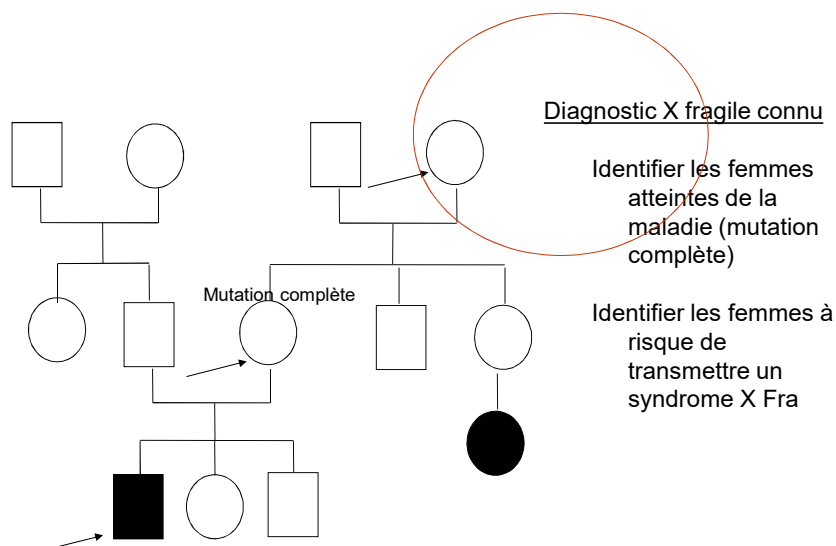 Diagnostic X fragile connu
Identifier les femmes
atteintes de la
maladie (mutation
complète)
Mutation complète
Identifier les femmes à
risque de
transmettre un
syndrome X Fra